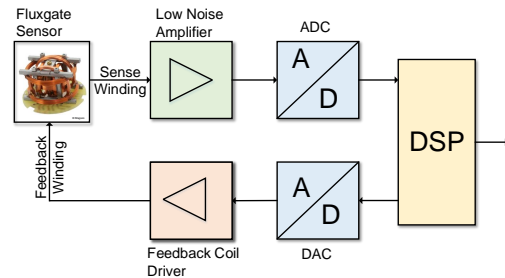 Fluxgate
Sensor
Low Noise
Amplifier
ADC
Sense
Winding
A
D
DSP
Feedback
Winding
A
D
Feedback Coil
Driver
DAC